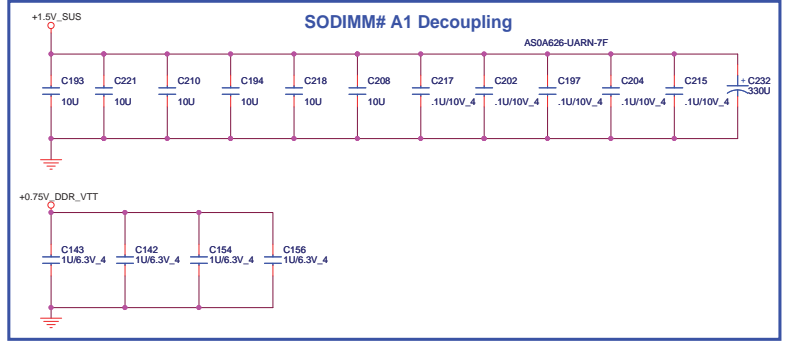 SODIMM# A1 Decoupling
+1.5V_SUS
AS0A626-UARN-7F
C193
10U
C221
10U
C210
10U
C194
10U
C218
10U
C208
10U
C217
.1U/10V_4
C202
.1U/10V_4
C197
.1U/10V_4
C204
.1U/10V_4
C215
.1U/10V_4
+ C232
330U
+0.75V_DDR_VTT
C143
1U/6.3V_4
C142
1U/6.3V_4
C154
1U/6.3V_4
C156
1U/6.3V_4